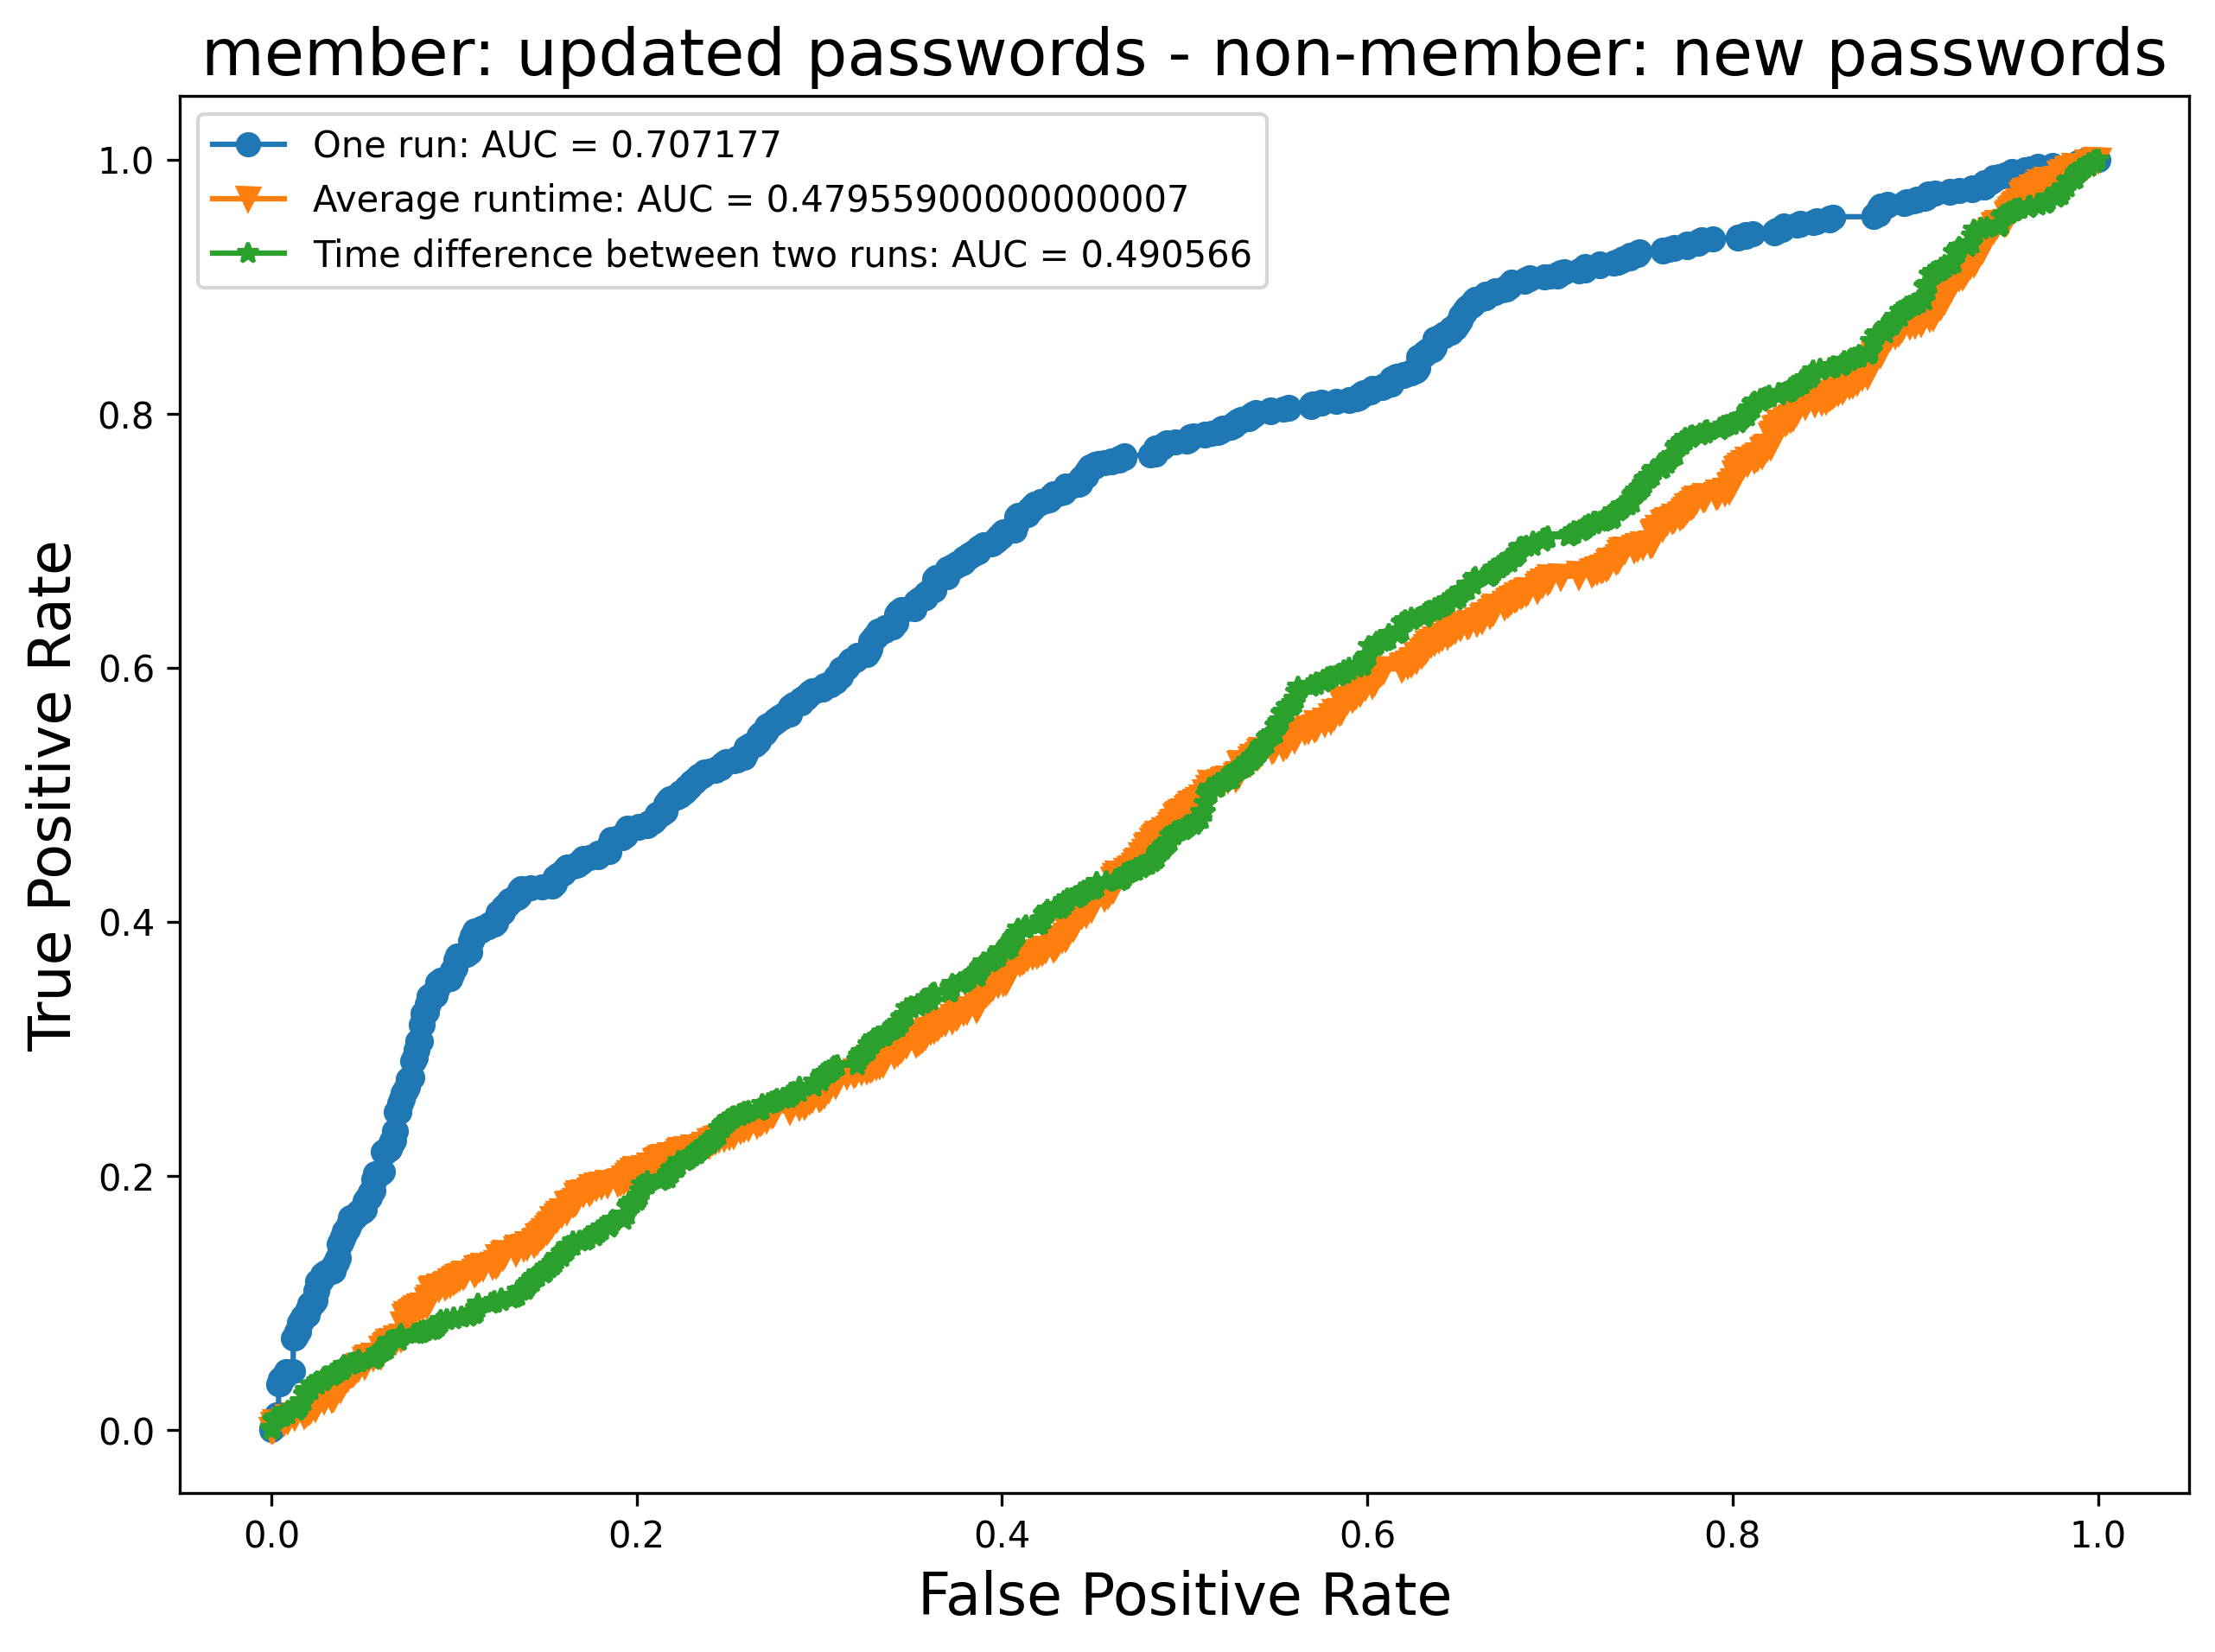 member: updated passwords - non-member: new passwords
One run: AUC = 0.707177
Average runtime: AUC = 0.47955900000000007
Time difference between two runs: AUC = 0.490566
True Positive Rate
1.0
0.8
0.6
0.4
0.2
0.0
0.0 0.2 0.4 0.6 0.8 1.0
False Positive Rate